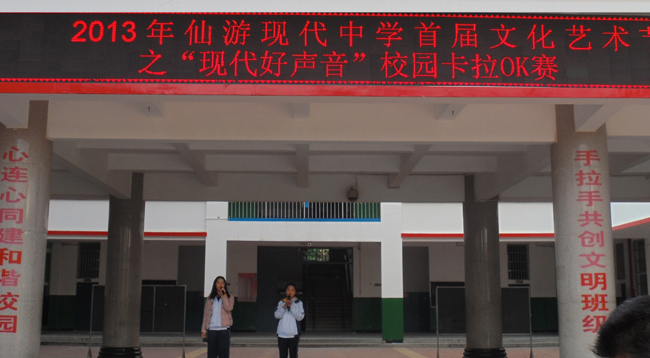 2013年仙游现代中学首届文化艺术节
之“现代好声音”校园卡拉OK赛
心连心同建和谐校园
手拉手共创文明班级